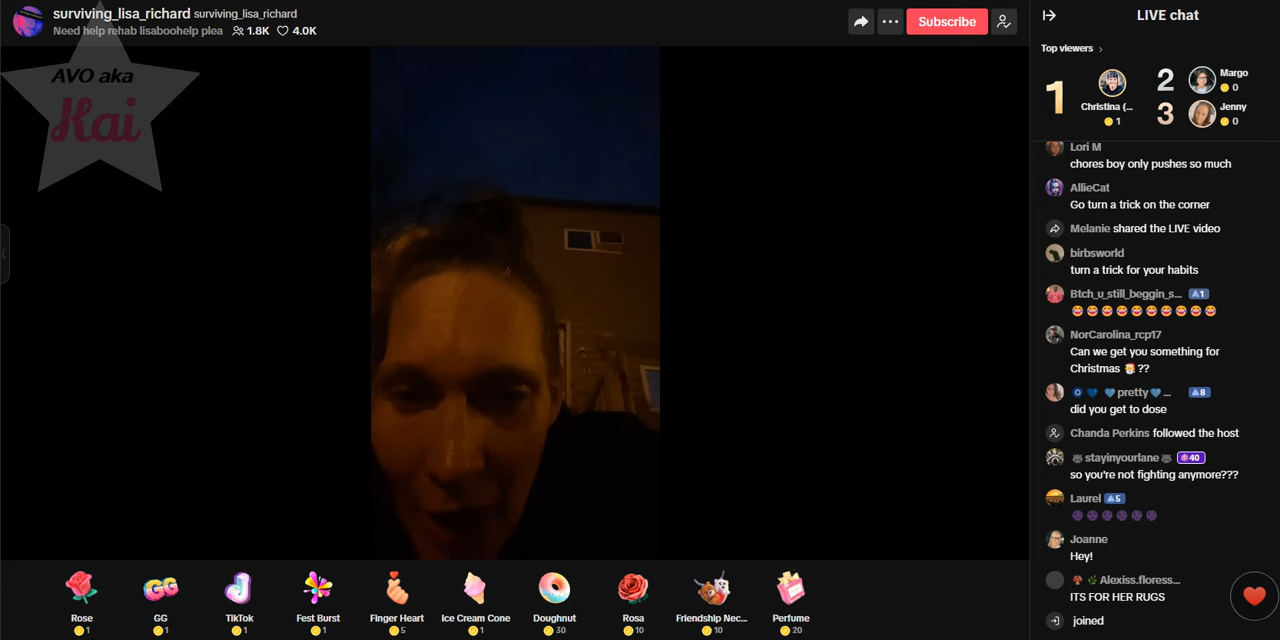 surviving_lisa_richard surviving_lisa_richard
Need help rehab lisaboohelp plea 1.8K 4.0K
Subscribe
AVO aka
Kai
LIVE chat
Top viewers
1 Christina (... 1
2 Margo 0
3 Jenny 0
Lori M
chores boy only pushes so much
AllieCat
Go turn a trick on the corner
Melanie shared the LIVE video
birbsworld
turn a trick for your habits
Btch_u_still_beggin_s... 1
NorCarolina_rcp17
Can we get you something for
Christmas 🎅 ??
💙 🩵pretty🩵... 8
did you get to dose
Chanda Perkins followed the host
🦝stayinyourlane🦝 40
so you're not fighting anymore???
Laurel 5
Joanne
Hey!
Alexiss.floress...
ITS FOR HER RUGS
joined
Rose GG TikTok Fest Burst Finger Heart Ice Cream Cone Doughnut Rosa Friendship Nec... Perfume
1 1 1 1 5 1 30 10 10 20